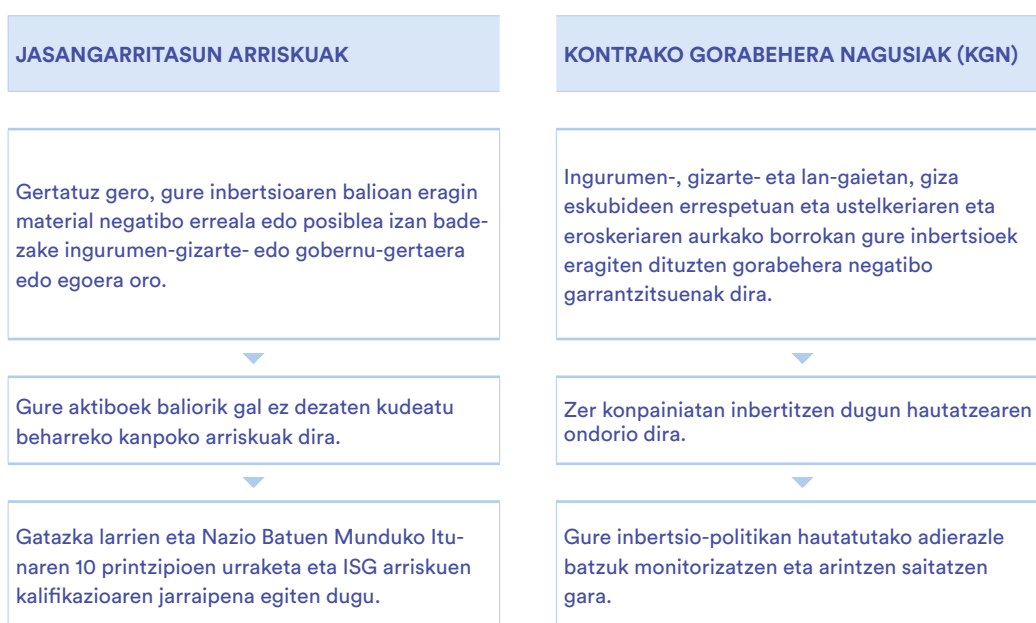 JASANGARRITASUN ARRISKUAK
Gertatuz gero, gure inbertsioaren balioan eragin
material negatibo erreala edo posiblea izan bade-
zake ingurumen-gizarte- edo gobernu-gertaera
edo egoera oro.
Gure aktiboek baliorik gal ez dezaten kudeatu
beharreko kanpoko arriskuak dira.
Gatazka larrien eta Nazio Batuen Munduko Itu-
naren 10 printzipioen urraketa eta ISG arriskuen
kalifikazioaren jarraipena egiten dugu.
KONTRAKO GORABEHERA NAGUSIAK (KGN)
Ingurumen-, gizarte- eta lan-gaietan, giza
eskubideen errespetuan eta ustelkeriaren eta
eroskeriaren aurkako borrokan gure inbertsioek
eragiten dituzten gorabehera negatibo
garrantzitsuenak dira.
Zer konpainiatan inbertitzen dugun hautatzearen
ondorio dira.
Gure inbertsio-politikan hautatutako adierazle
batzuk monitorizatzen eta arintzen saitatzen
gara.